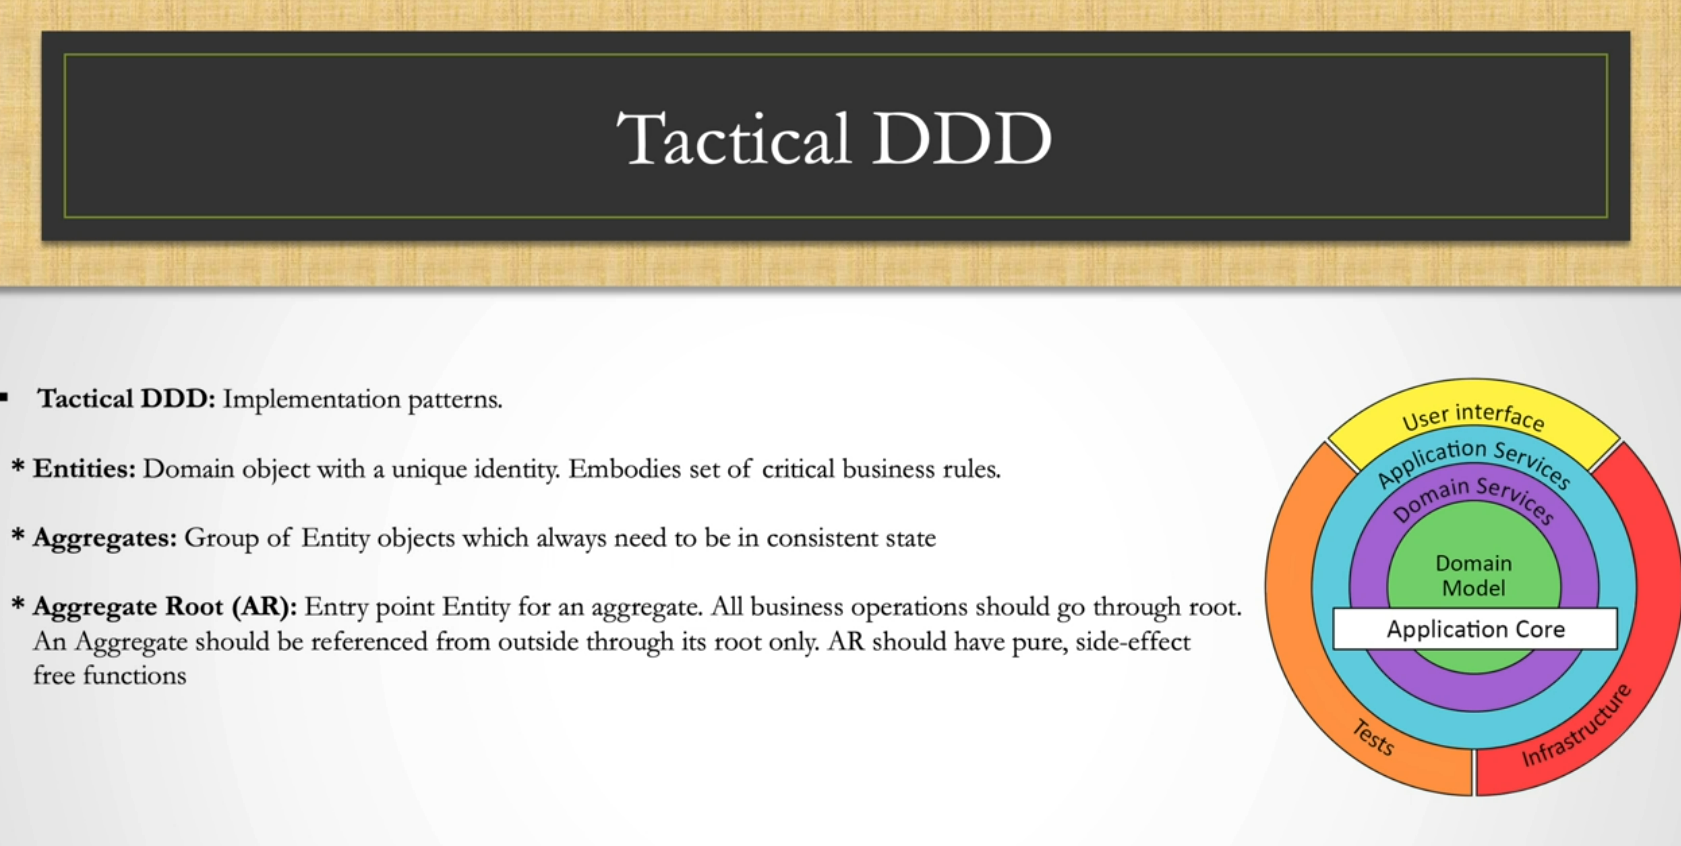 Tactical DDD
▪ Tactical DDD: Implementation patterns.
* Entities: Domain object with a unique identity. Embodies set of critical business rules.
* Aggregates: Group of Entity objects which always need to be in consistent state
* Aggregate Root (AR): Entry point Entity for an aggregate. All business operations should go through root.
An Aggregate should be referenced from outside through its root only. AR should have pure, side-effect
free functions
User interface
Application Services
Domain Services
Domain
Model
Application Core
Tests
Infrastructure